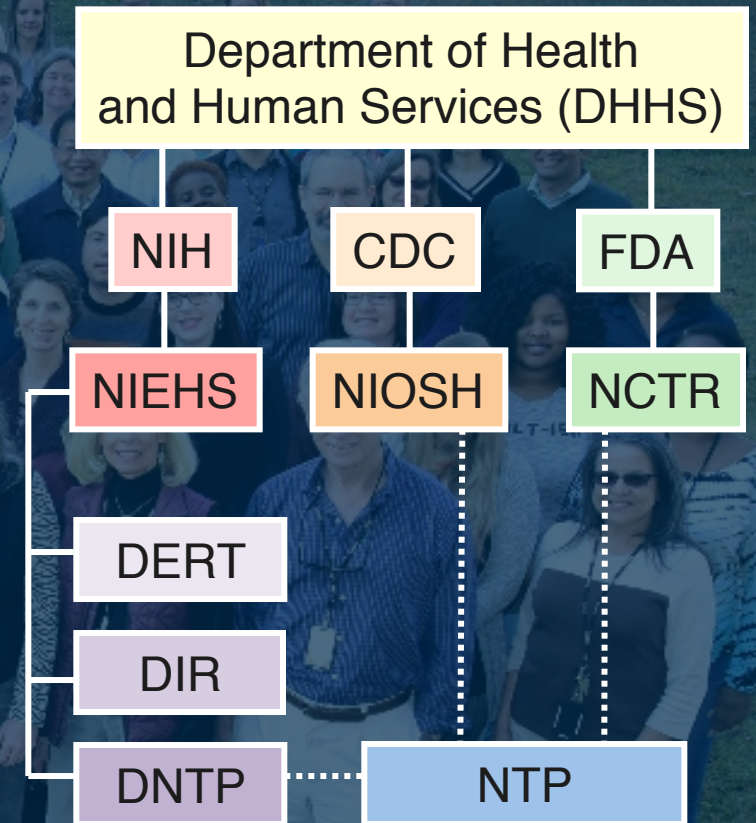 Department of Health
and Human Services (DHHS)
NIH
CDC
FDA
NIEHS
NIOSH
NCTR
DERT
DIR
DNTP
NTP